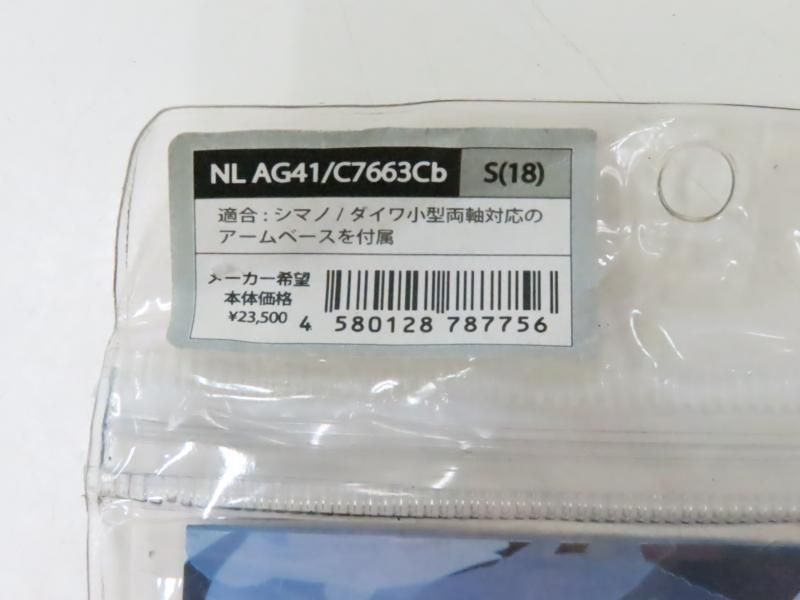 NL AG41/C7663Cb S(18)
適合 : シマノ / ダイワ小型両軸対応の
アームベースを付属
メーカー希望
本体価格
¥23,500
4 580128 787756